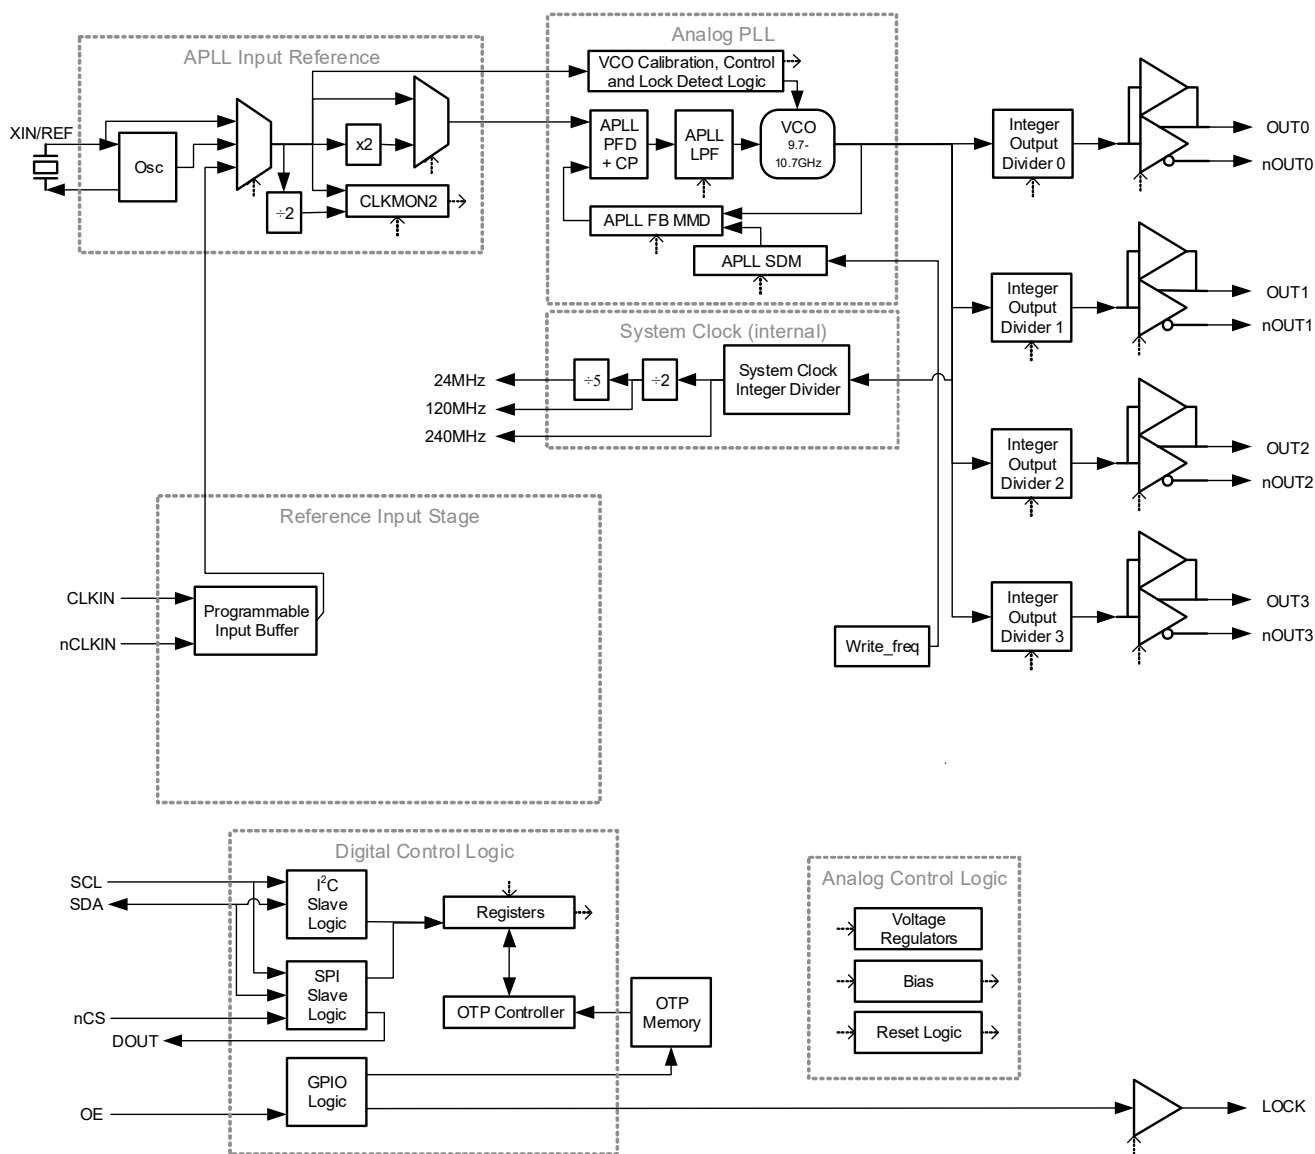 APLL Input Reference
XIN/REF
Osc
x2
÷2
CLKMON2
Analog PLL
VCO Calibration, Control
and Lock Detect Logic
APLL
PFD
+ CP
APLL
LPF
VCO
9.7-
10.7GHz
APLL FB MMD
APLL SDM
System Clock (internal)
24MHz
120MHz
240MHz
÷5
÷2
System Clock
Integer Divider
Integer
Output
Divider 0
OUT0
nOUT0
Integer
Output
Divider 1
OUT1
nOUT1
Integer
Output
Divider 2
OUT2
nOUT2
Integer
Output
Divider 3
OUT3
nOUT3
Reference Input Stage
CLKIN
nCLKIN
Programmable
Input Buffer
Write_freq
Digital Control Logic
SCL
SDA
I²C
Slave
Logic
Registers
SPI
Slave
Logic
nCS
DOUT
OTP Controller
OTP
Memory
GPIO
Logic
OE
Analog Control Logic
Voltage
Regulators
Bias
Reset Logic
LOCK